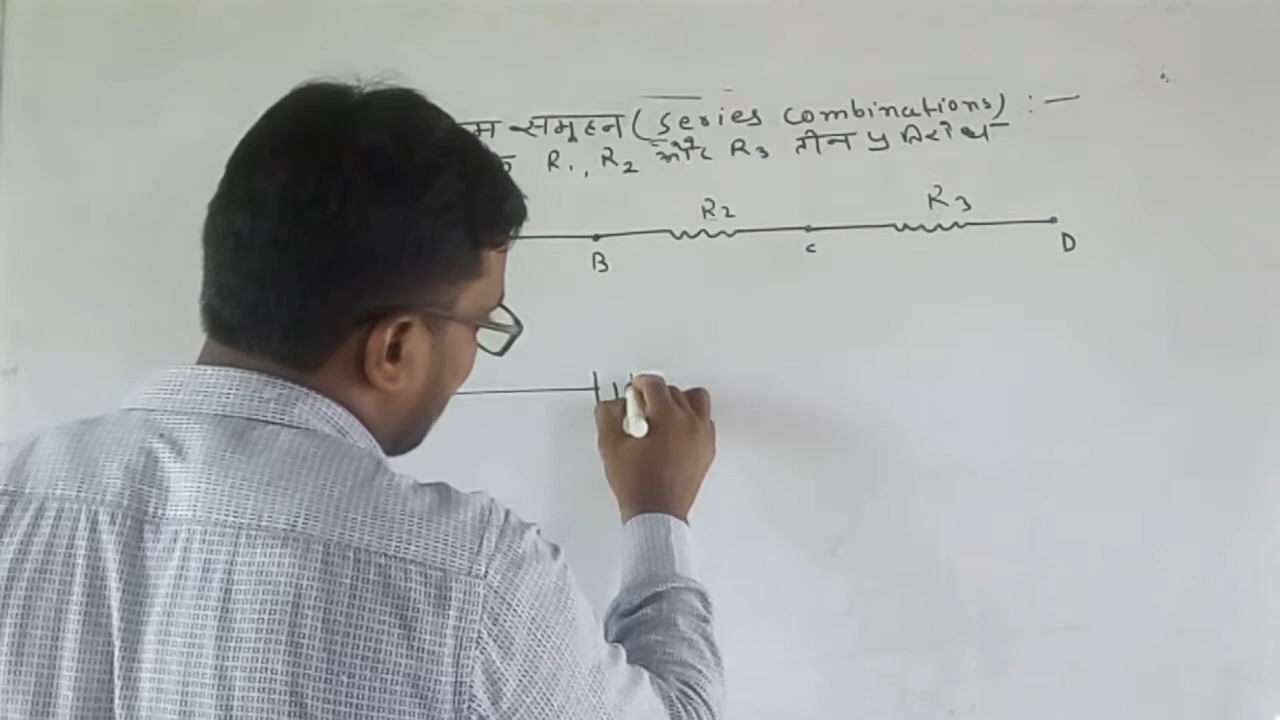 समूहन (Series Combinations) : —
R1, R2 और R3 तीन प्रतिरोध
R2 R3
B C D